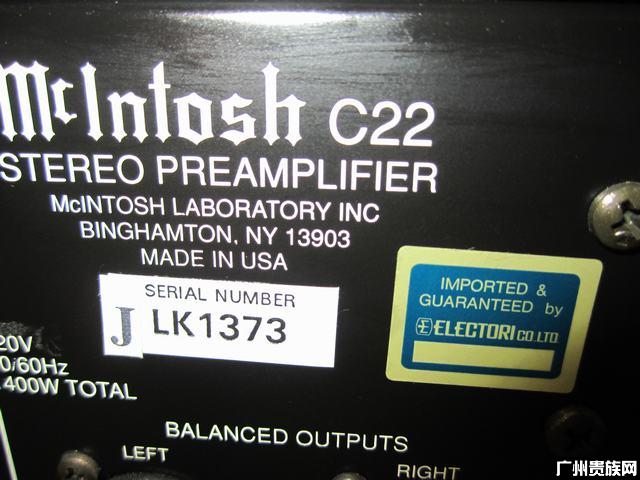 McIntosh C22
STEREO PREAMPLIFIER
McINTOSH LABORATORY INC
BINGHAMTON, NY 13903
MADE IN USA
SERIAL NUMBER
J LK1373
IMPORTED &
GUARANTEED by
E ELECTORI CO.LTD.
20V
0/60Hz
400W TOTAL
BALANCED OUTPUTS
LEFT
RIGHT
广州贵族网